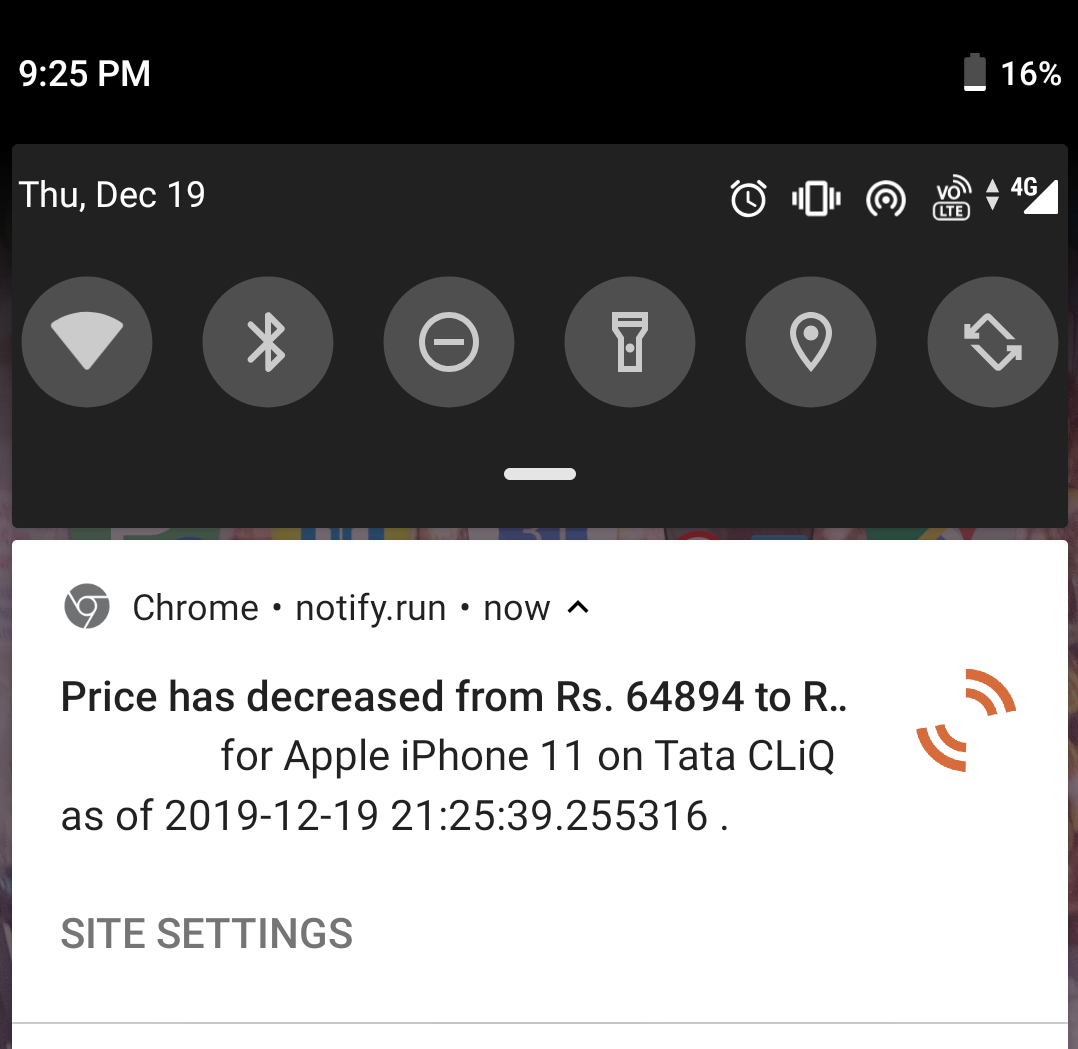 9:25 PM 16%
Thu, Dec 19 VO LTE 4G
31
Chrome • notify.run • now
Price has decreased from Rs. 64894 to R..
for Apple iPhone 11 on Tata CLiQ
as of 2019-12-19 21:25:39.255316 .
SITE SETTINGS